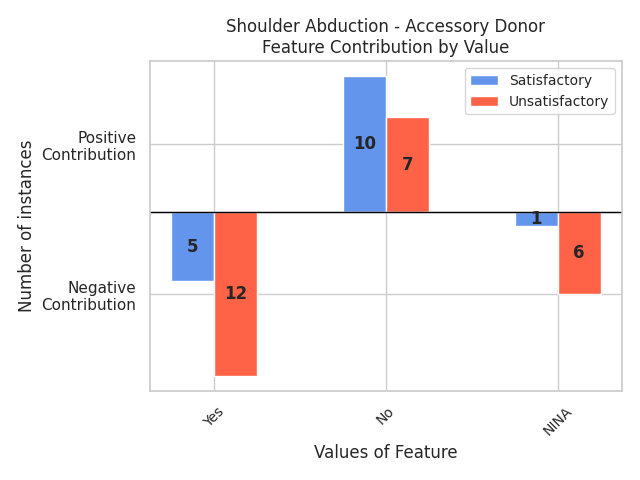 Shoulder Abduction - Accessory Donor
Feature Contribution by Value
Satisfactory
Unsatisfactory
Number of instances
Positive
Contribution
Negative
Contribution
5
12
10
7
1
6
Yes
No
NINA
Values of Feature